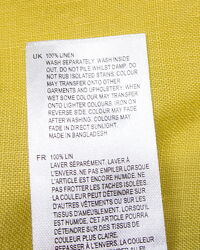 UK 100% LINEN
WASH SEPARATELY. WASH INSIDE
OUT, DO NOT PILE WHILST DAMP, DO
NOT RUB ISOLATED STAINS. COLOUR
MAY TRANSFER ONTO OTHER
GARMENTS AND UPHOLSTERY. WHEN
WET SOME COLOUR MAY TRANSFER
ONTO LIGHTER COLOURS. IRON ON
REVERSE SIDE. COLOUR MAY FADE
AFTER WASHING. COLOURS MAY
FADE IN DIRECT SUNLIGHT.
MADE IN BANGLADESH
FR 100% LIN
LAVER SÉPARÉMENT. LAVER À
L'ENVERS. NE PAS EMPILER LORSQUE
L'ARTICLE EST ENCORE HUMIDE. NE
PAS FROTTER LES TACHES ISOLÉES.
LA COULEUR PEUT DÉTEINDRE SUR
D'AUTRES VÊTEMENTS OU SUR LES
TISSUS D'AMEUBLEMENT. LORSQU'IL
EST HUMIDE, CET ARTICLE POURRA
DÉTEINDRE SUR LES TISSUS DE
COULEUR PLUS CLAIRE.
REPASSER SUR L'ENVERS. LA